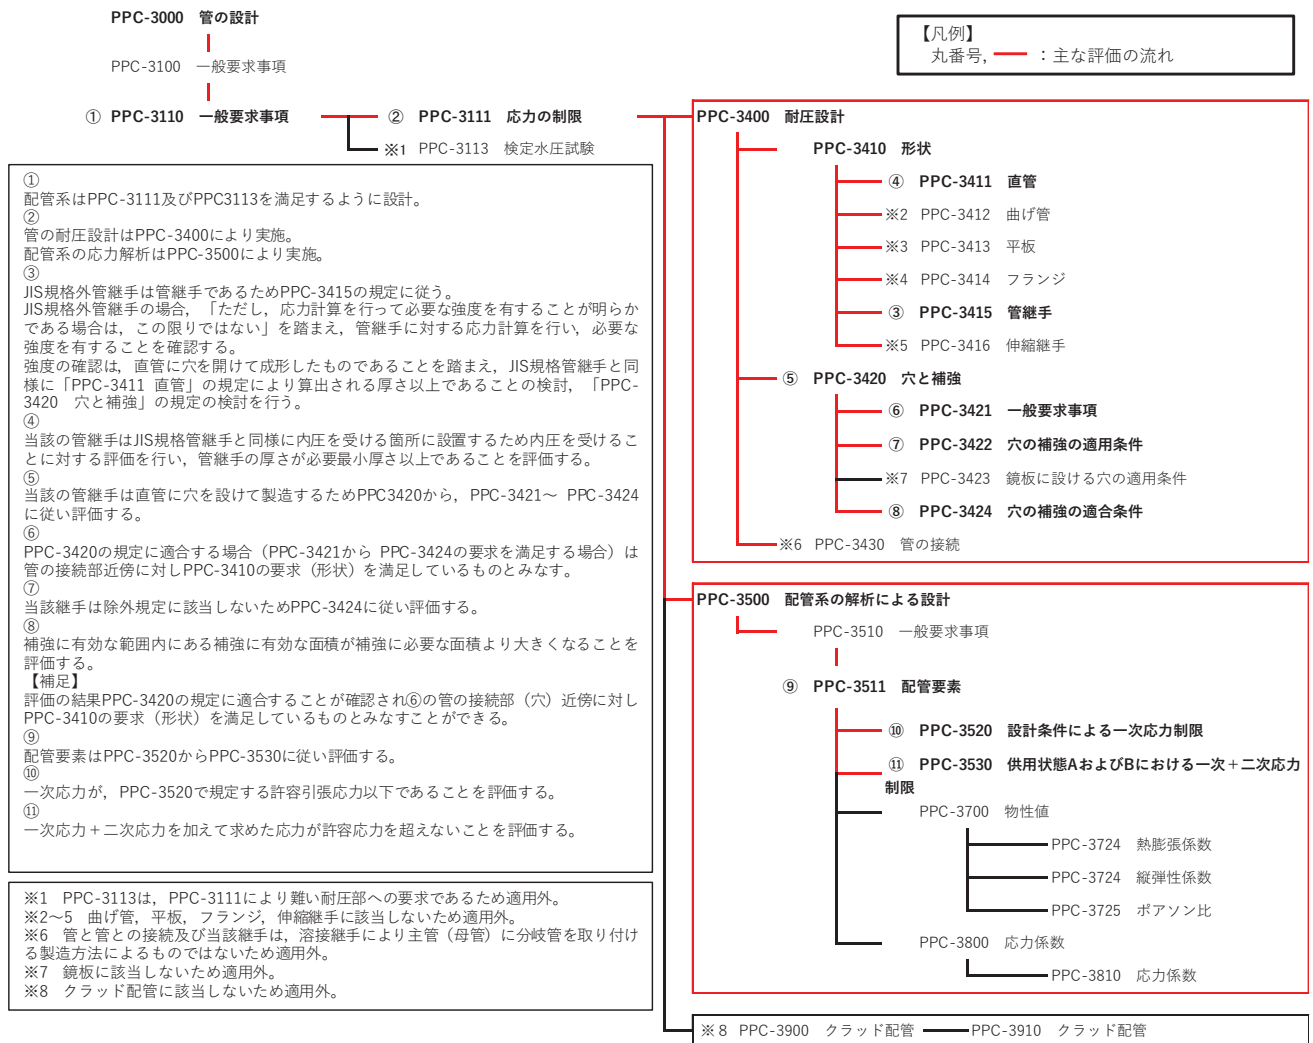 PPC-3000 管の設計
PPC-3100 一般要求事項
① PPC-3110 一般要求事項
② PPC-3111 応力の制限
※1 PPC-3113 検定水圧試験
【凡例】
丸番号, ：主な評価の流れ
①
配管系はPPC-3111及びPPC3113を満足するように設計。
②
管の耐圧設計はPPC-3400により実施。
配管系の応力解析はPPC-3500により実施。
③
JIS規格外管継手は管継手であるためPPC-3415の規定に従う。
JIS規格外管継手の場合，「ただし，応力計算を行って必要な強度を有することが明らか
である場合は，この限りではない」を踏まえ，管継手に対する応力計算を行い，必要な
強度を有することを確認する。
強度の確認は，直管に穴を開けて成形したものであることを踏まえ，JIS規格管継手と同
様に「PPC-3411 直管」の規定により算出される厚さ以上であることの検討，「PPC-
3420 穴と補強」の規定の検討を行う。
④
当該の管継手はJIS規格管継手と同様に内圧を受ける箇所に設置するため内圧を受けるこ
とに対する評価を行い，管継手の厚さが必要最小厚さ以上であることを評価する。
⑤
当該の管継手は直管に穴を設けて製造するためPPC3420から，PPC-3421～ PPC-3424
に従い評価する。
⑥
PPC-3420の規定に適合する場合（PPC-3421から PPC-3424の要求を満足する場合）は
管の接続部近傍に対しPPC-3410の要求（形状）を満足しているものとみなす。
⑦
当該継手は除外規定に該当しないためPPC-3424に従い評価する。
⑧
補強に有効な範囲内にある補強に有効な面積が補強に必要な面積より大きくなることを
評価する。
【補足】
評価の結果PPC-3420の規定に適合することが確認され⑥の管の接続部（穴）近傍に対し
PPC-3410の要求（形状）を満足しているものとみなすことができる。
⑨
配管要素はPPC-3520からPPC-3530に従い評価する。
⑩
一次応力が，PPC-3520で規定する許容引張応力以下であることを評価する。
⑪
一次応力＋二次応力を加えて求めた応力が許容応力を超えないことを評価する。
※1 PPC-3113は，PPC-3111により難い耐圧部への要求であるため適用外。
※2～5 曲げ管，平板，フランジ，伸縮継手に該当しないため適用外。
※6 管と管との接続及び当該継手は，溶接継手により主管（母管）に分岐管を取り付け
る製造方法によるものではないため適用外。
※7 鏡板に該当しないため適用外。
※8 クラッド配管に該当しないため適用外。
PPC-3400 耐圧設計
PPC-3410 形状
④ PPC-3411 直管
※2 PPC-3412 曲げ管
※3 PPC-3413 平板
※4 PPC-3414 フランジ
③ PPC-3415 管継手
※5 PPC-3416 伸縮継手
⑤ PPC-3420 穴と補強
⑥ PPC-3421 一般要求事項
⑦ PPC-3422 穴の補強の適用条件
※7 PPC-3423 鏡板に設ける穴の適用条件
⑧ PPC-3424 穴の補強の適合条件
※6 PPC-3430 管の接続
PPC-3500 配管系の解析による設計
PPC-3510 一般要求事項
⑨ PPC-3511 配管要素
⑩ PPC-3520 設計条件による一次応力制限
⑪ PPC-3530 供用状態AおよびBにおける一次＋二次応力
制限
PPC-3700 物性値
PPC-3724 熱膨張係数
PPC-3724 縦弾性係数
PPC-3725 ポアソン比
PPC-3800 応力係数
PPC-3810 応力係数
※８ PPC-3900 クラッド配管 PPC-3910 クラッド配管